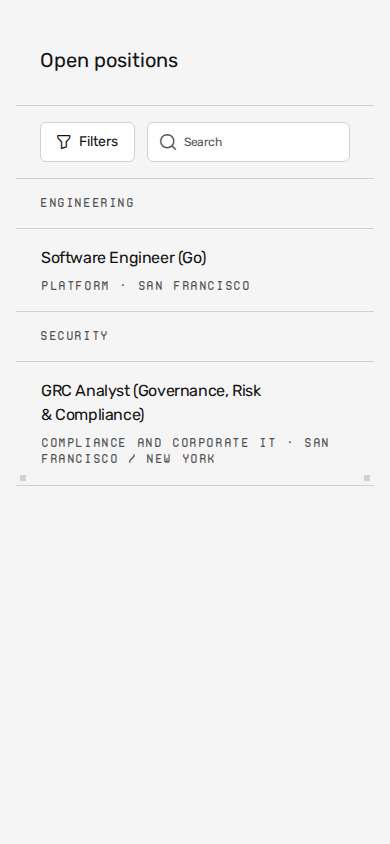 Open positions
Filters
Search
ENGINEERING
Software Engineer (Go)
PLATFORM · SAN FRANCISCO
SECURITY
GRC Analyst (Governance, Risk
& Compliance)
COMPLIANCE AND CORPORATE IT · SAN
FRANCISCO / NEW YORK